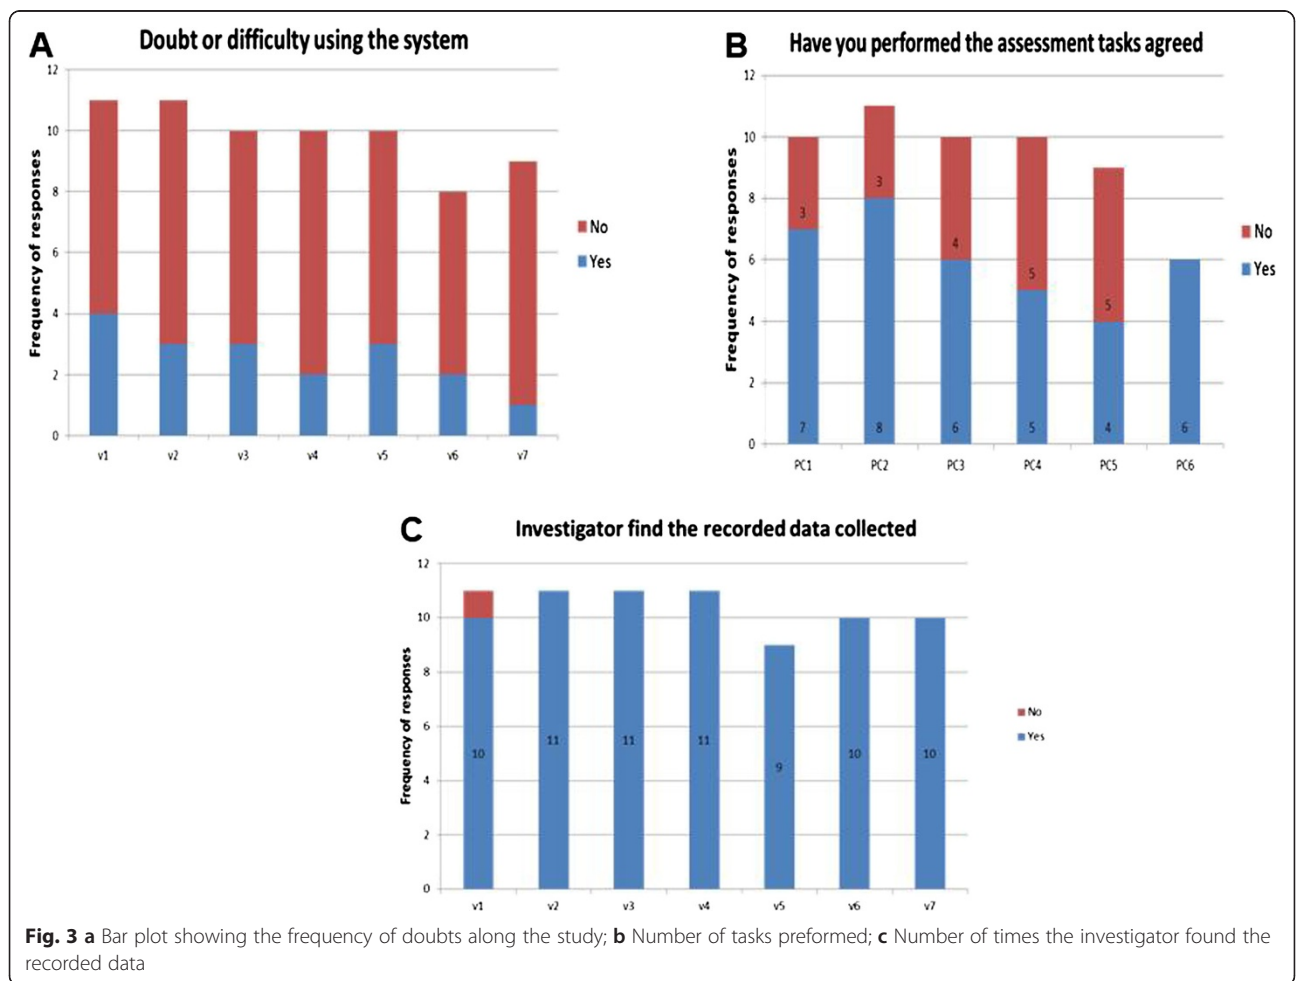 A
Doubt or difficulty using the system
12
10
8
6
4
2
0
Frequency of responses
v1 v2 v3 v4 v5 v6 v7
No
Yes
B
Have you performed the assessment tasks agreed
12
10
8
6
4
2
0
Frequency of responses
3 3 4 5 5
7 8 6 5 4 6
PC1 PC2 PC3 PC4 PC5 PC6
No
Yes
C
Investigator find the recorded data collected
12
10
8
6
4
2
0
Frequency of responses
10 11 11 11 9 10 10
v1 v2 v3 v4 v5 v6 v7
No
Yes
Fig. 3 a Bar plot showing the frequency of doubts along the study; b Number of tasks preformed; c Number of times the investigator found the
recorded data